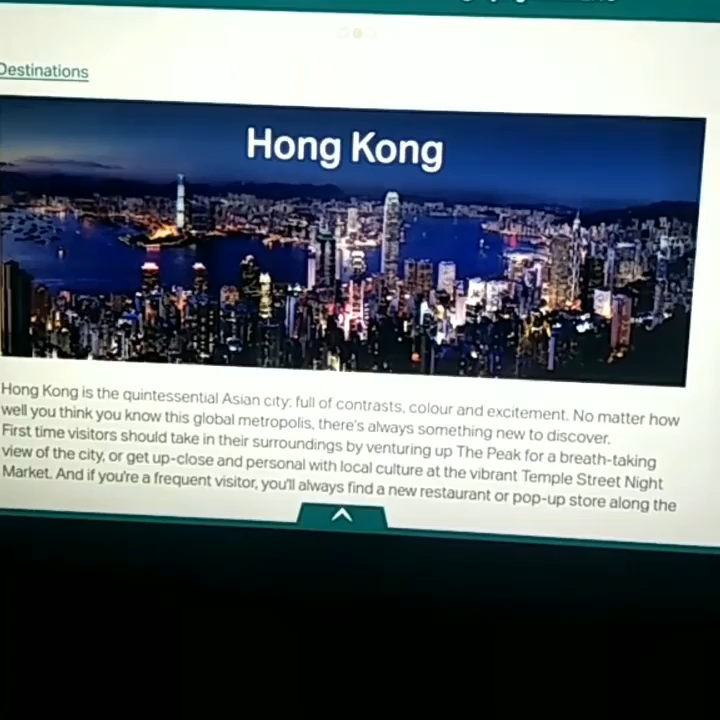 Destinations
Hong Kong
Hong Kong is the quintessential Asian city: full of contrasts, colour and excitement. No matter how
well you think you know this global metropolis, there's always something new to discover.
First time visitors should take in their surroundings by venturing up The Peak for a breath-taking
view of the city, or get up-close and personal with local culture at the vibrant Temple Street Night
Market. And if you're a frequent visitor, you'll always find a new restaurant or pop-up store along the